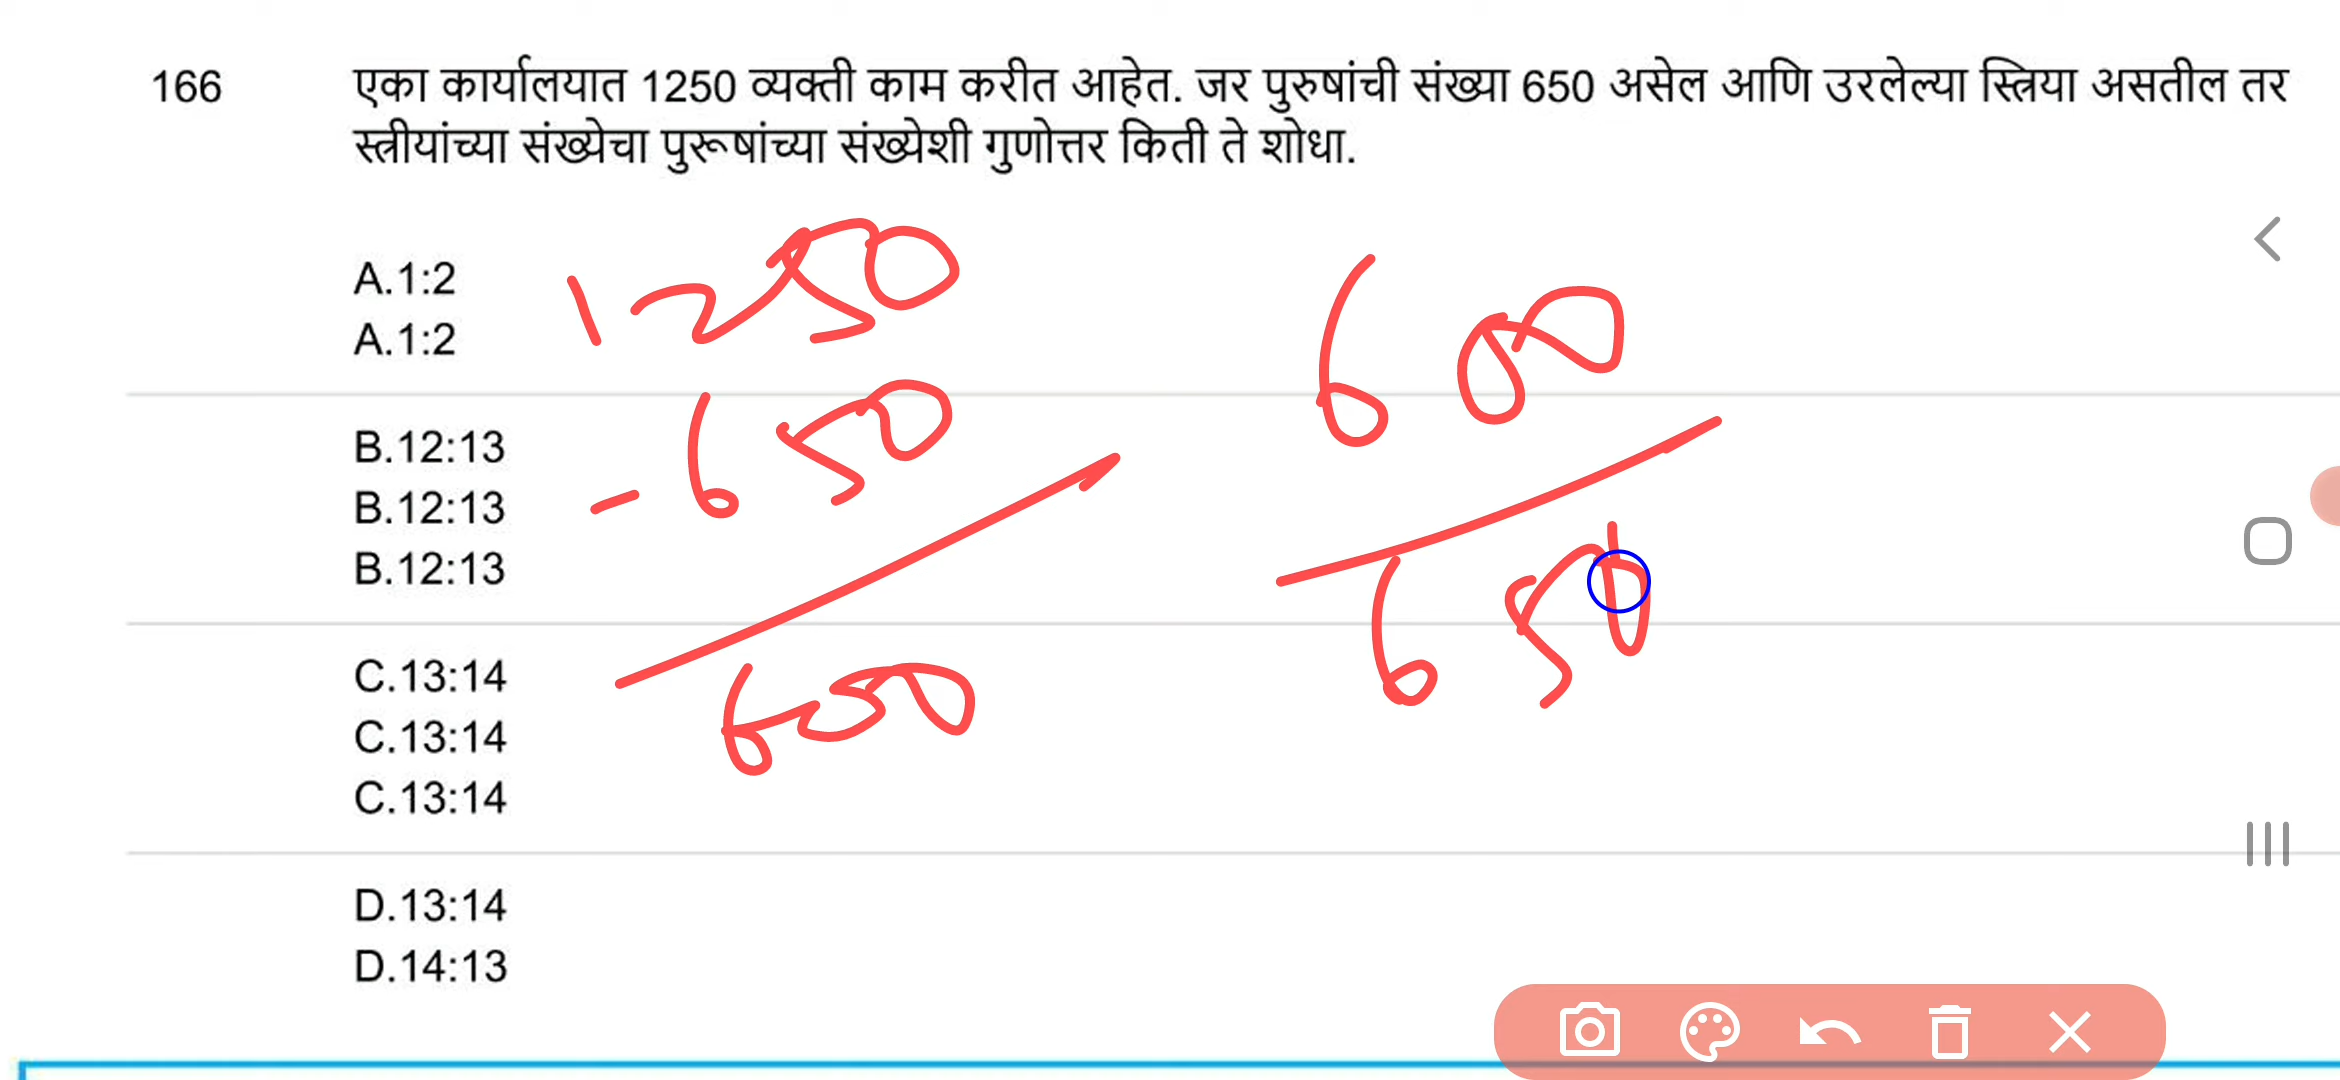 166 एका कार्यालयात 1250 व्यक्ती काम करीत आहेत. जर पुरुषांची संख्या 650 असेल आणि उरलेल्या स्त्रिया असतील तर
स्त्रीयांच्या संख्येचा पुरूषांच्या संख्येशी गुणोत्तर किती ते शोधा.
A.1:2
A.1:2
B.12:13
B.12:13
B.12:13
C.13:14
C.13:14
C.13:14
D.13:14
D.14:13
1250
-650
600
600
650